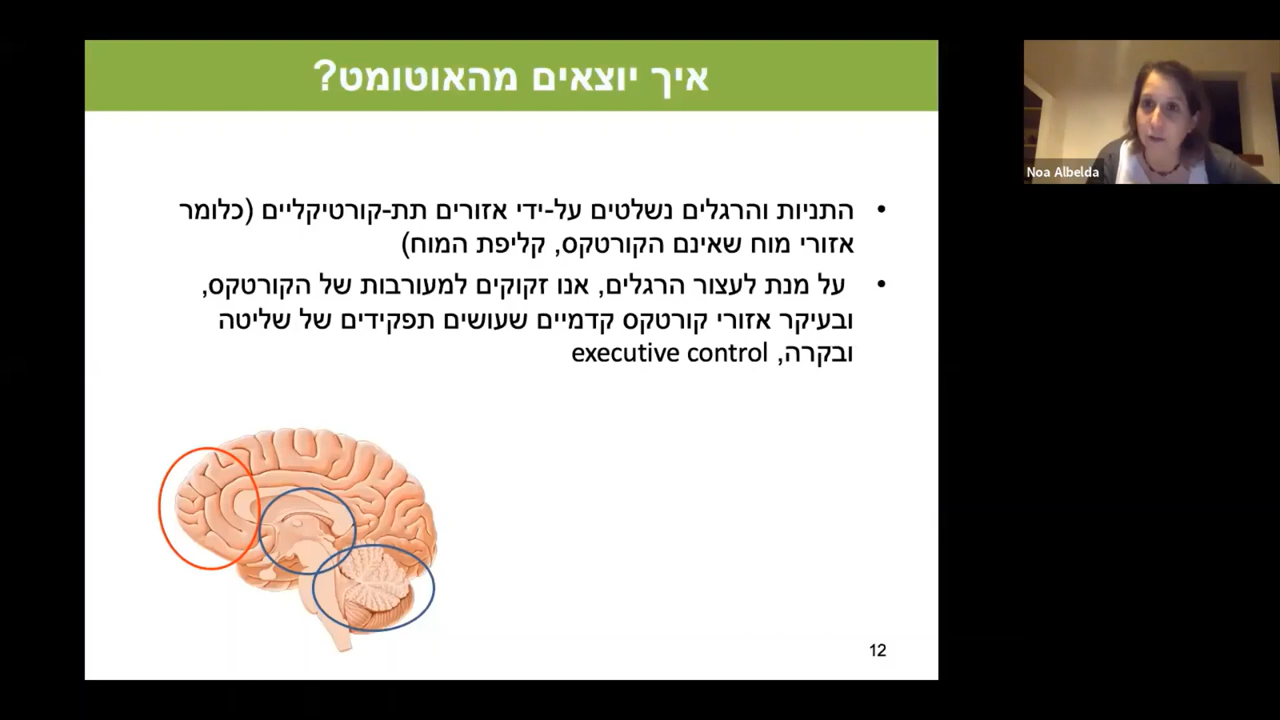 איך יוצאים מהאוטומט?
Noa Albelda
• התניות והרגלים נשלטים על-ידי אזורים תת-קורטיקליים (כלומר
אזורי מוח שאינם הקורטקס, קליפת המוח)
• על מנת לעצור הרגלים, אנו זקוקים למעורבות של הקורטקס,
ובעיקר אזורי קורטקס קדמיים שעושים תפקידים של שליטה
ובקרה, executive control
12